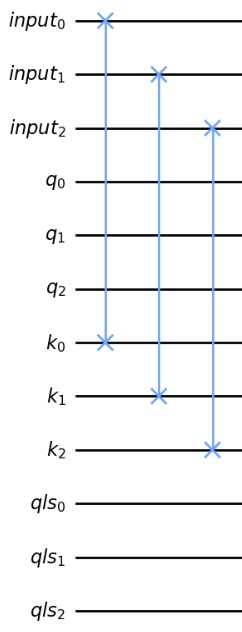 input₀
input₁
input₂
q₀
q₁
q₂
k₀
k₁
k₂
qls₀
qls₁
qls₂